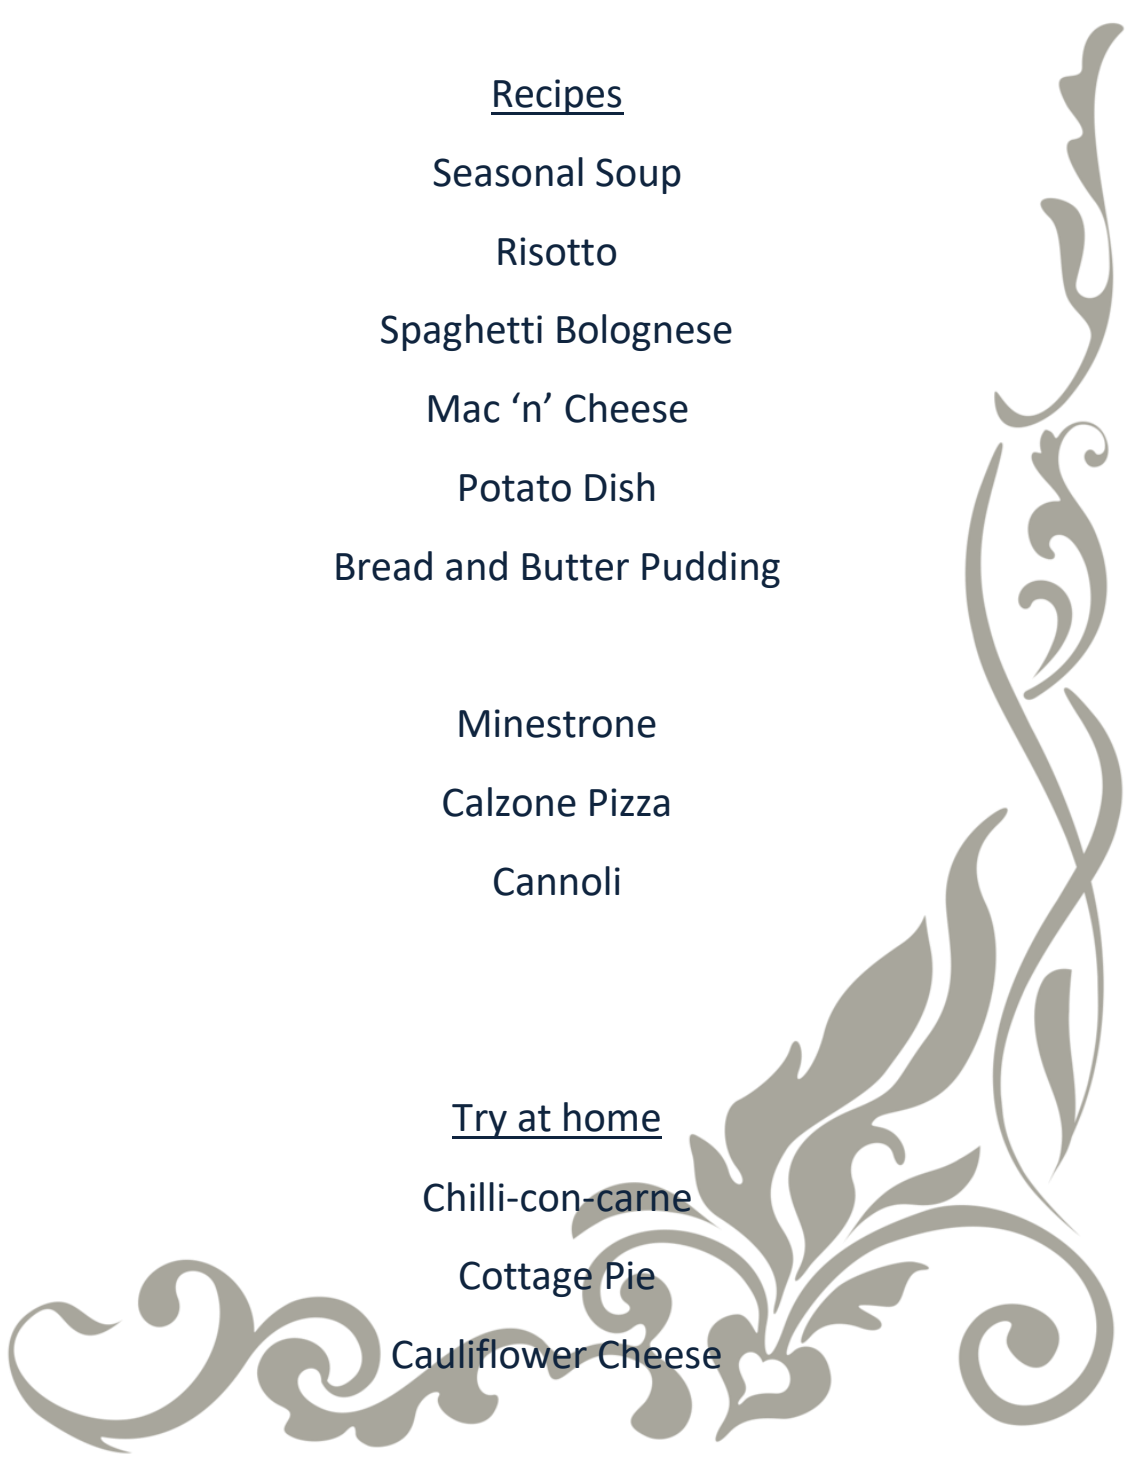 Recipes
Seasonal Soup
Risotto
Spaghetti Bolognese
Mac ‘n’ Cheese
Potato Dish
Bread and Butter Pudding
Minestrone
Calzone Pizza
Cannoli
Try at home
Chilli-con-carne
Cottage Pie
Cauliflower Cheese